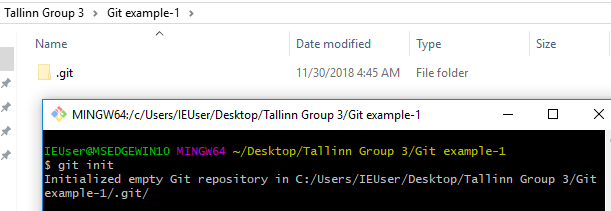 Tallinn Group 3 > Git example-1 >
Name Date modified Type Size
.git 11/30/2018 4:45 AM File folder
MINGW64:/c/Users/IEUser/Desktop/Tallinn Group 3/Git example-1
IEUser@MSEDGEWIN10 MINGW64 ~/Desktop/Tallinn Group 3/Git example-1
$ git init
Initialized empty Git repository in C:/Users/IEUser/Desktop/Tallinn Group 3/Git
example-1/.git/